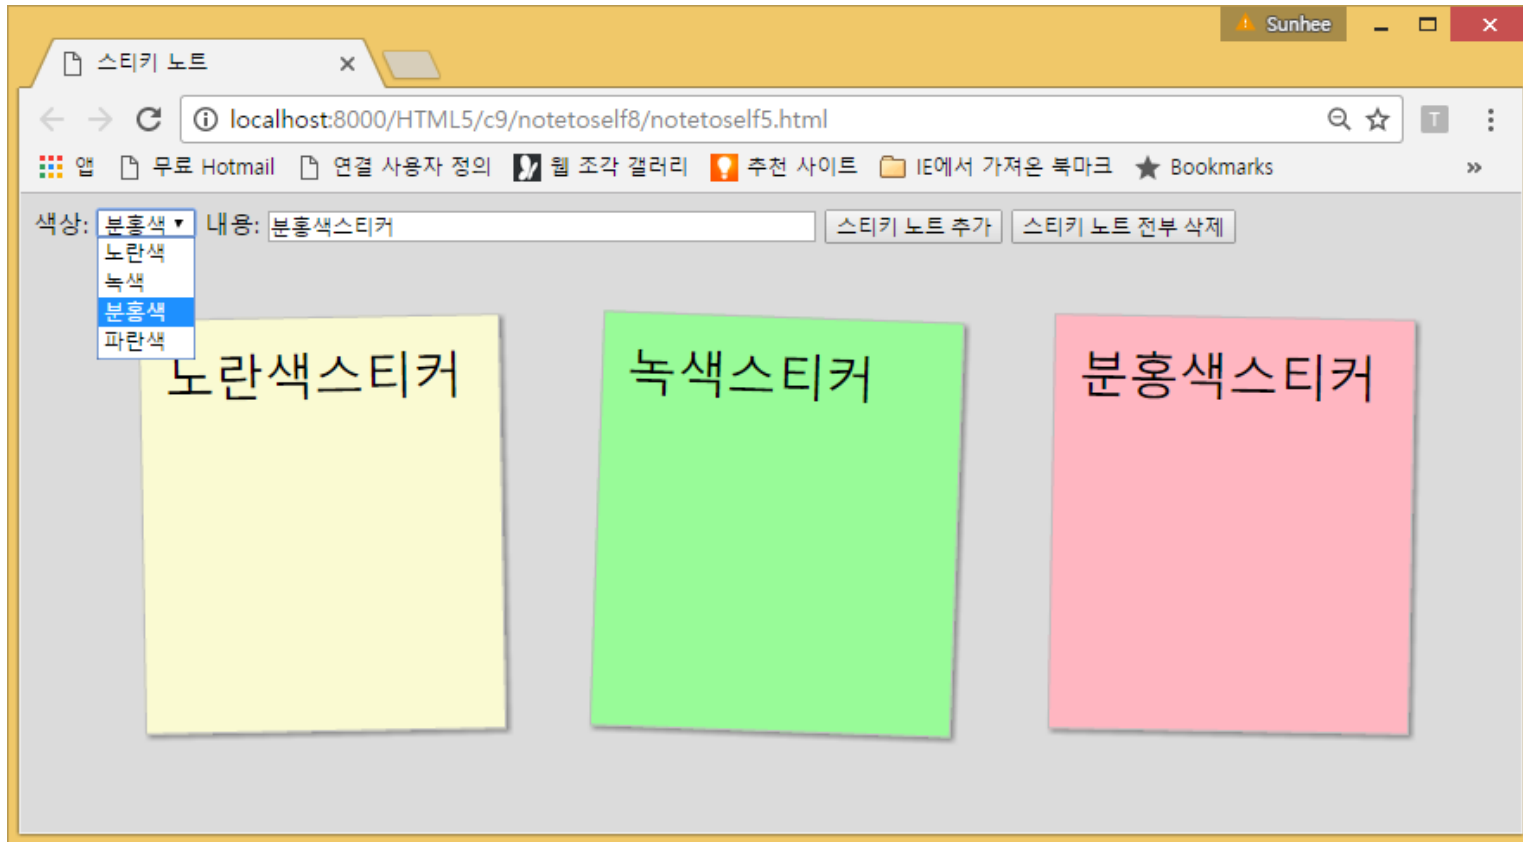 Sunhee
스티키 노트
localhost:8000/HTML5/c9/notetoself8/notetoself5.html
T
앱 무료 Hotmail 연결 사용자 정의 웹 조각 갤러리 추천 사이트 IE에서 가져온 북마크 Bookmarks »
색상: 분홍색 내용: 분홍색스티커 스티키 노트 추가 스티키 노트 전부 삭제
노란색
녹색
분홍색
파란색
노란색스티커 녹색스티커 분홍색스티커